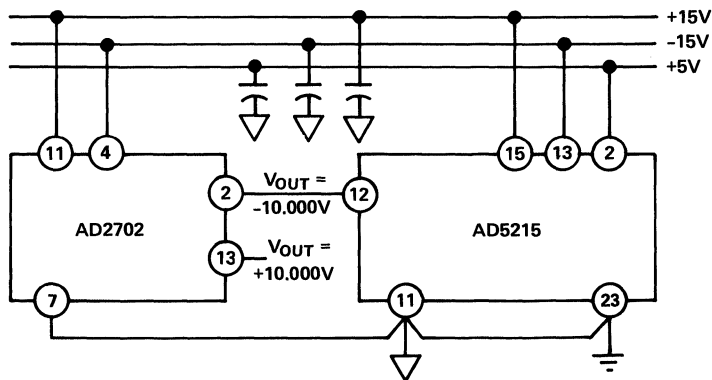 +15V
–15V
+5V
11
4
15
13
2
2
VOUT =
–10.000V
12
AD2702
AD5215
13
VOUT =
+10.000V
7
11
23